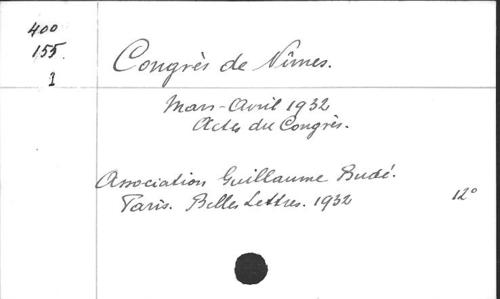 400
155.
1
Congrès de Nîmes.
Mars-Avril 1932
Actes du Congrès.
Association Guillaume Budé.
Paris. Belles Lettres. 1932 12°